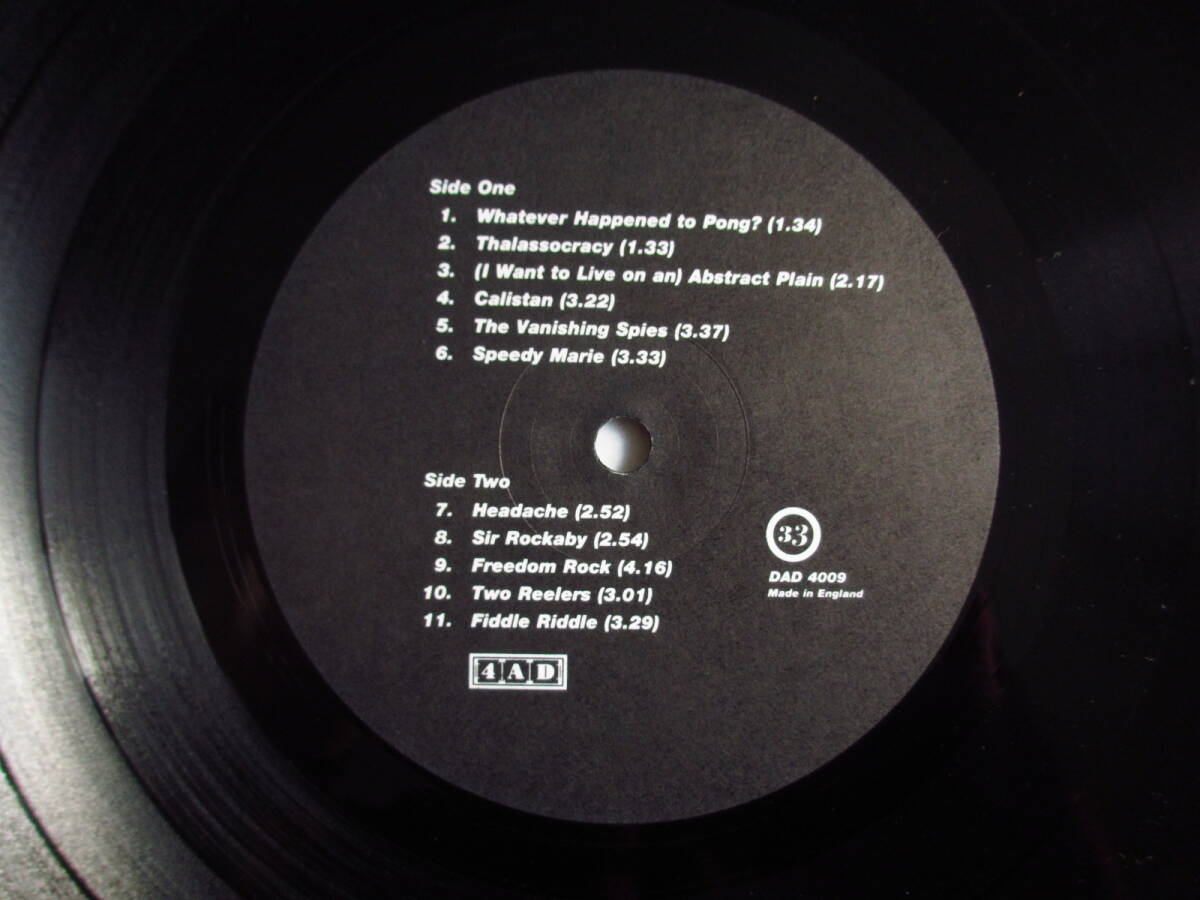 Side One
1. Whatever Happened to Pong? (1.34)
2. Thalassocracy (1.33)
3. (I Want to Live on an) Abstract Plain (2.17)
4. Calistan (3.22)
5. The Vanishing Spies (3.37)
6. Speedy Marie (3.33)
Side Two
7. Headache (2.52)
8. Sir Rockaby (2.54)
9. Freedom Rock (4.16)
10. Two Reelers (3.01)
11. Fiddle Riddle (3.29)
33
DAD 4009
Made in England
4AD